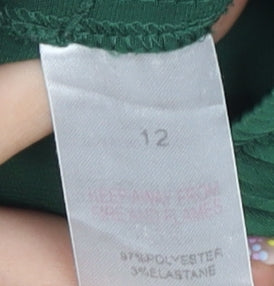 12
KEEP AWAY FROM
FIRE AND FLAMES
97%POLYESTER
3%ELASTANE